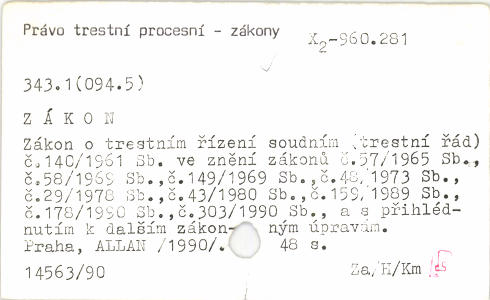 Právo trestní procesní - zákony
X2-960.281
343.1(094.5)
Z Á K O N
Zákon o trestním řízení soudním (trestní řád)
č.140/1961 Sb. ve znění zákonů č.57/1965 Sb.,
č.58/1969 Sb.,č.149/1969 Sb.,č.48/1973 Sb.,
č.29/1978 Sb.,č.43/1980 Sb.,č.159/1989 Sb.,
č.178/1990 Sb.,č.303/1990 Sb., a s přihléd-
nutím k dalším zákon- ným úpravám.
Praha, ALLAN /1990/. 48 s.
14563/90 Za/H/Km